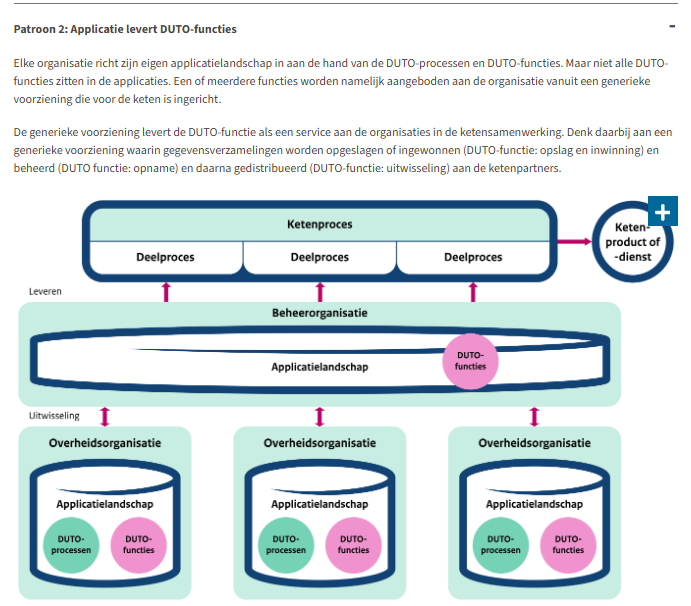 Patroon 2: Applicatie levert DUTO-functies
-
Elke organisatie richt zijn eigen applicatielandschap in aan de hand van de DUTO-processen en DUTO-functies. Maar niet alle DUTO-
functies zitten in de applicaties. Een of meerdere functies worden namelijk aangeboden aan de organisatie vanuit een generieke
voorziening die voor de keten is ingericht.
De generieke voorziening levert de DUTO-functie als een service aan de organisaties in de ketensamenwerking. Denk daarbij aan een
generieke voorziening waarin gegevensverzamelingen worden opgeslagen of ingewonnen (DUTO-functie: opslag en inwinning) en
beheerd (DUTO functie: opname) en daarna gedistribueerd (DUTO-functie: uitwisseling) aan de ketenpartners.
+
Ketenproces
Deelproces
Deelproces
Deelproces
Keten-
product of
-dienst
Leveren
Beheerorganisatie
Applicatielandschap
DUTO-
functies
Uitwisseling
Overheidsorganisatie
Applicatielandschap
DUTO-
processen
DUTO-
functies
Overheidsorganisatie
Applicatielandschap
DUTO-
processen
DUTO-
functies
Overheidsorganisatie
Applicatielandschap
DUTO-
processen
DUTO-
functies